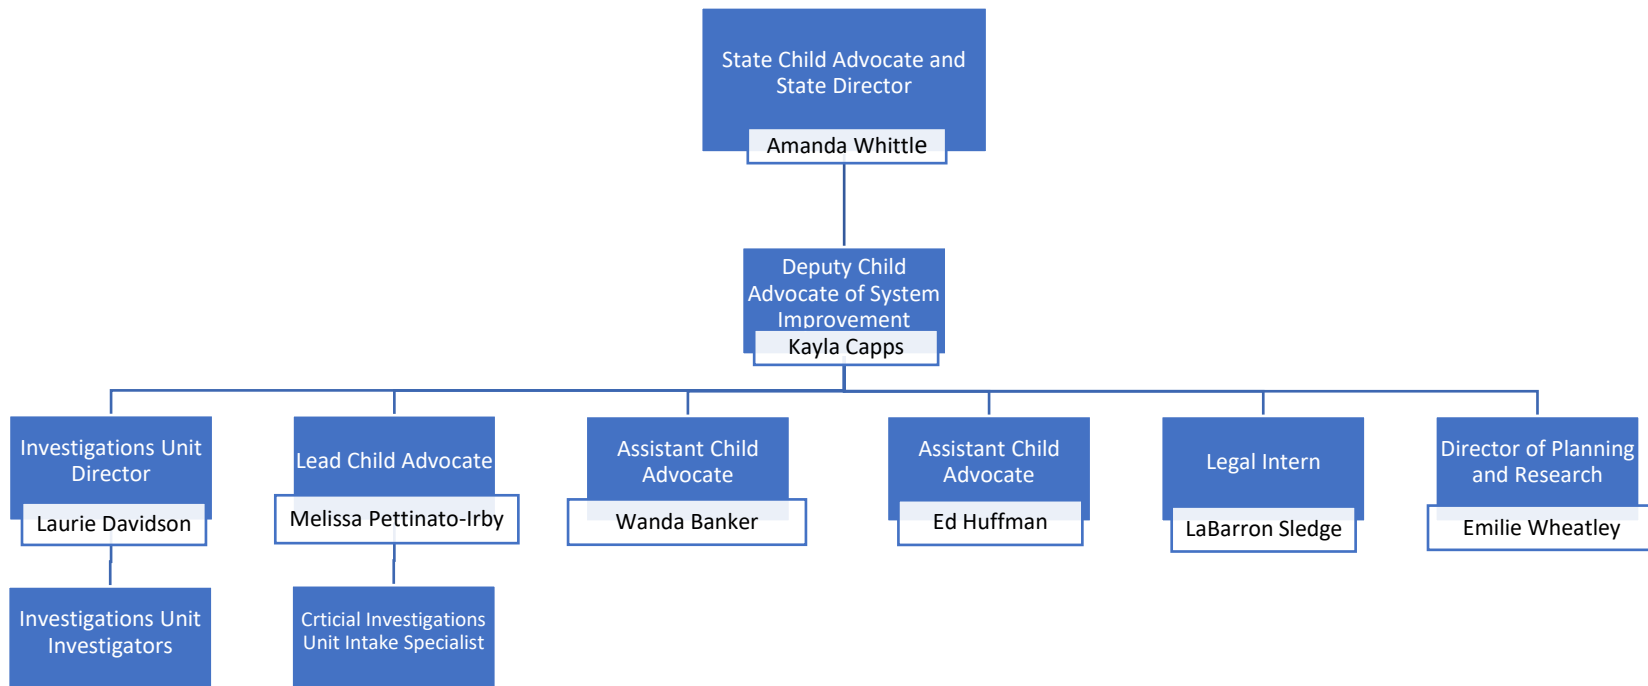 State Child Advocate and
State Director
Amanda Whittle
Deputy Child
Advocate of System
Improvement
Kayla Capps
Investigations Unit
Director
Laurie Davidson
Lead Child Advocate
Melissa Pettinato-Irby
Assistant Child
Advocate
Wanda Banker
Assistant Child
Advocate
Ed Huffman
Legal Intern
LaBarron Sledge
Director of Planning
and Research
Emilie Wheatley
Investigations Unit
Investigators
Crticial Investigations
Unit Intake Specialist